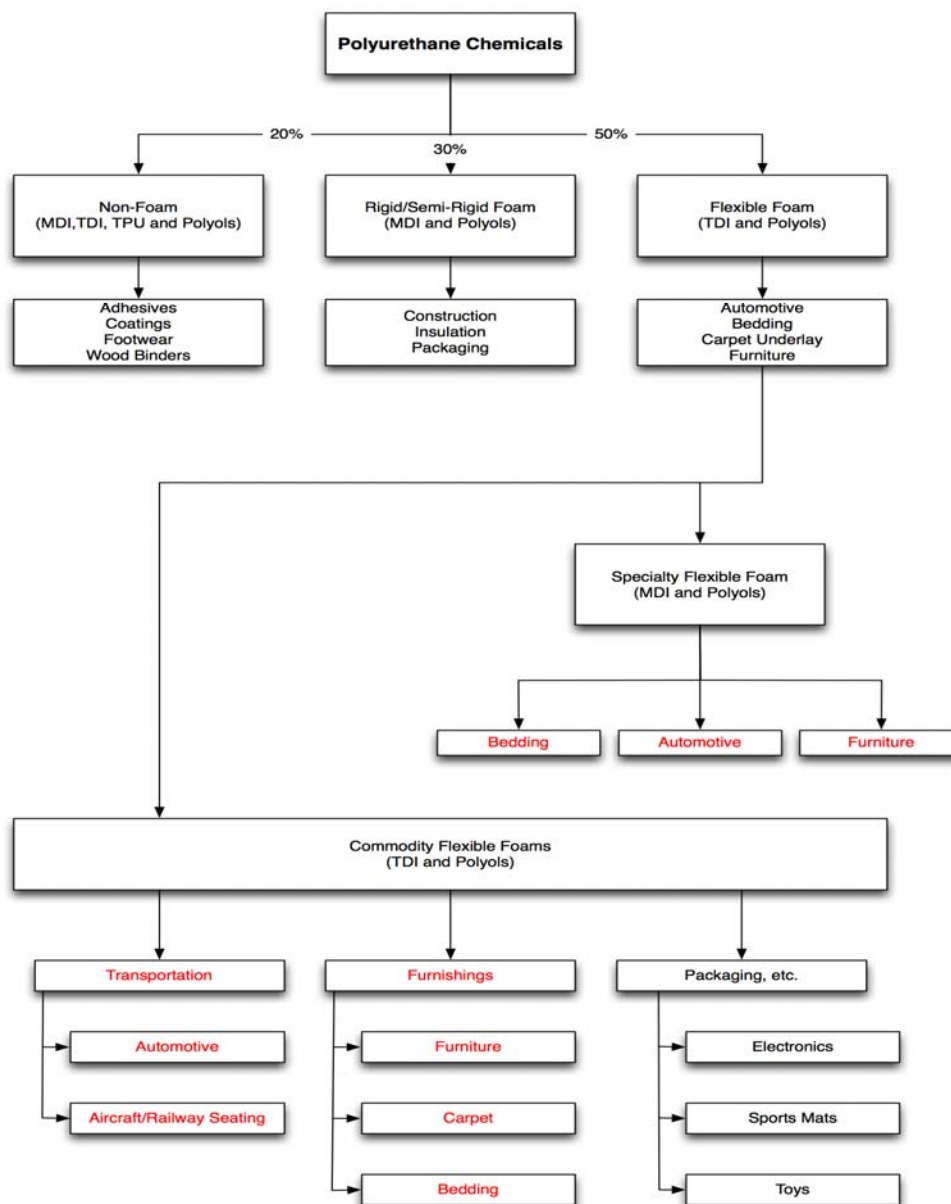 Polyurethane Chemicals
20%
30%
50%
Non-Foam
(MDI,TDI, TPU and Polyols)
Rigid/Semi-Rigid Foam
(MDI and Polyols)
Flexible Foam
(TDI and Polyols)
Adhesives
Coatings
Footwear
Wood Binders
Construction
Insulation
Packaging
Automotive
Bedding
Carpet Underlay
Furniture
Specialty Flexible Foam
(MDI and Polyols)
Bedding
Automotive
Furniture
Commodity Flexible Foams
(TDI and Polyols)
Transportation
Automotive
Aircraft/Railway Seating
Furnishings
Furniture
Carpet
Bedding
Packaging, etc.
Electronics
Sports Mats
Toys